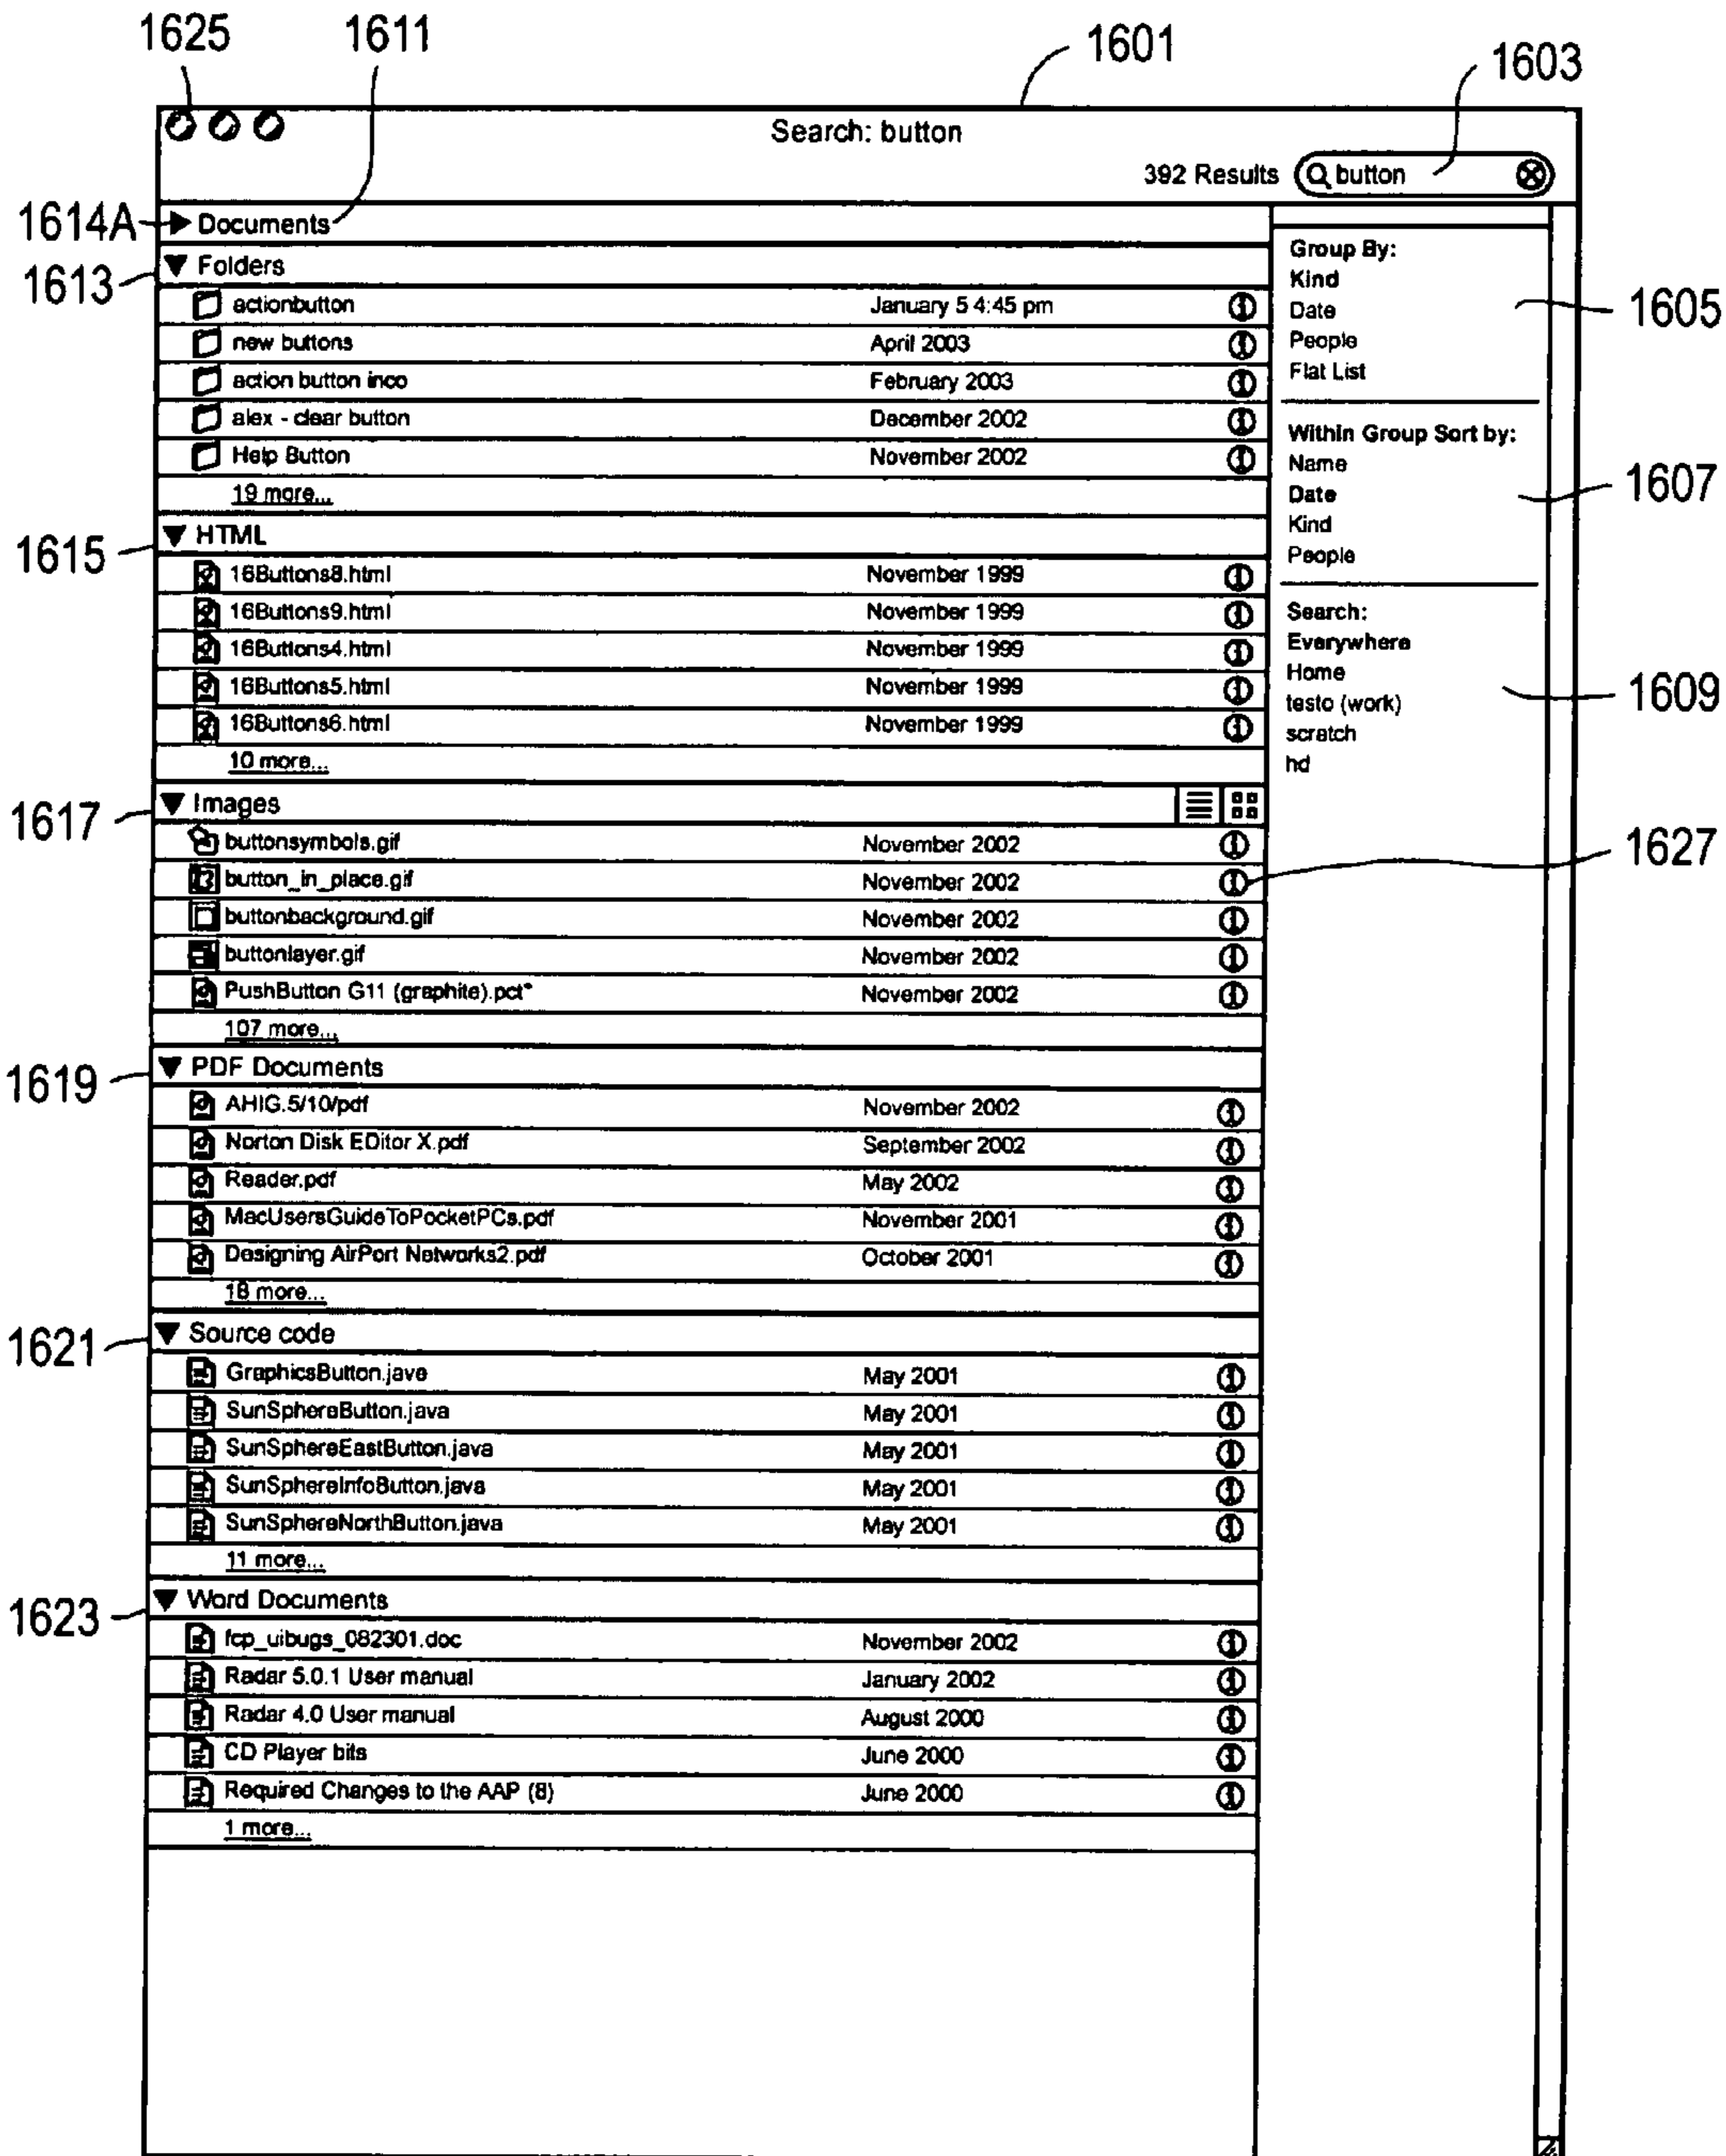 1625 1611 1601 1603
Search: button
392 Results button
1614A Documents
1613 Folders
actionbutton January 5 4:45 pm
new buttons April 2003
action button inco February 2003
alex - clear button December 2002
Help Button November 2002
19 more...
1615 HTML
16Buttons8.html November 1999
16Buttons9.html November 1999
16Buttons4.html November 1999
16Buttons5.html November 1999
16Buttons6.html November 1999
10 more...
1617 Images
buttonsymbols.gif November 2002
button_in_place.gif November 2002
buttonbackground.gif November 2002
buttonlayer.gif November 2002
PushButton G11 (graphite).pct* November 2002
107 more...
1619 PDF Documents
AHIG.5/10/pdf November 2002
Norton Disk EDitor X.pdf September 2002
Reader.pdf May 2002
MacUsersGuideToPocketPCs.pdf November 2001
Designing AirPort Networks2.pdf October 2001
18 more...
1621 Source code
GraphicsButton.jave May 2001
SunSphereButton.java May 2001
SunSphereEastButton.java May 2001
SunSphereInfoButton.java May 2001
SunSphereNorthButton.java May 2001
11 more...
1623 Word Documents
fcp_uibugs_082301.doc November 2002
Radar 5.0.1 User manual January 2002
Radar 4.0 User manual August 2000
CD Player bits June 2000
Required Changes to the AAP (8) June 2000
1 more...
Group By:
Kind
Date 1605
People
Flat List
Within Group Sort by:
Name
Date 1607
Kind
People
Search:
Everywhere
Home
testo (work) 1609
scratch
hd
1627